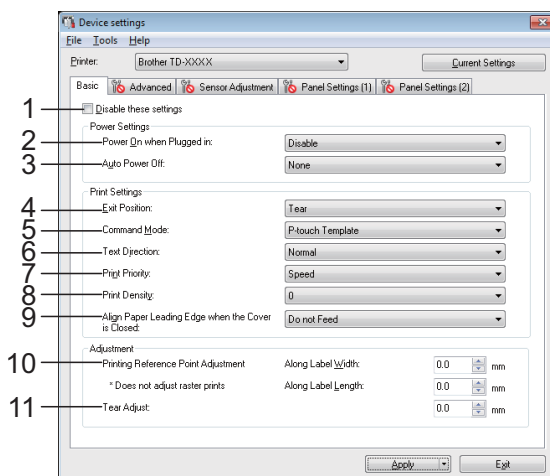 Device settings
File Tools Help
Printer: Brother TD-XXXX Current Settings
Basic Advanced Sensor Adjustment Panel Settings (1) Panel Settings (2)
1 Disable these settings
Power Settings
2 Power On when Plugged in: Disable
3 Auto Power Off: None
Print Settings
4 Exit Position: Tear
5 Command Mode: P-touch Template
6 Text Direction: Normal
7 Print Priority: Speed
8 Print Density: 0
9 Align Paper Leading Edge when the Cover is Closed: Do not Feed
Adjustment
10 Printing Reference Point Adjustment Along Label Width: 0.0 mm
* Does not adjust raster prints Along Label Length: 0.0 mm
11 Tear Adjust: 0.0 mm
Apply Exit